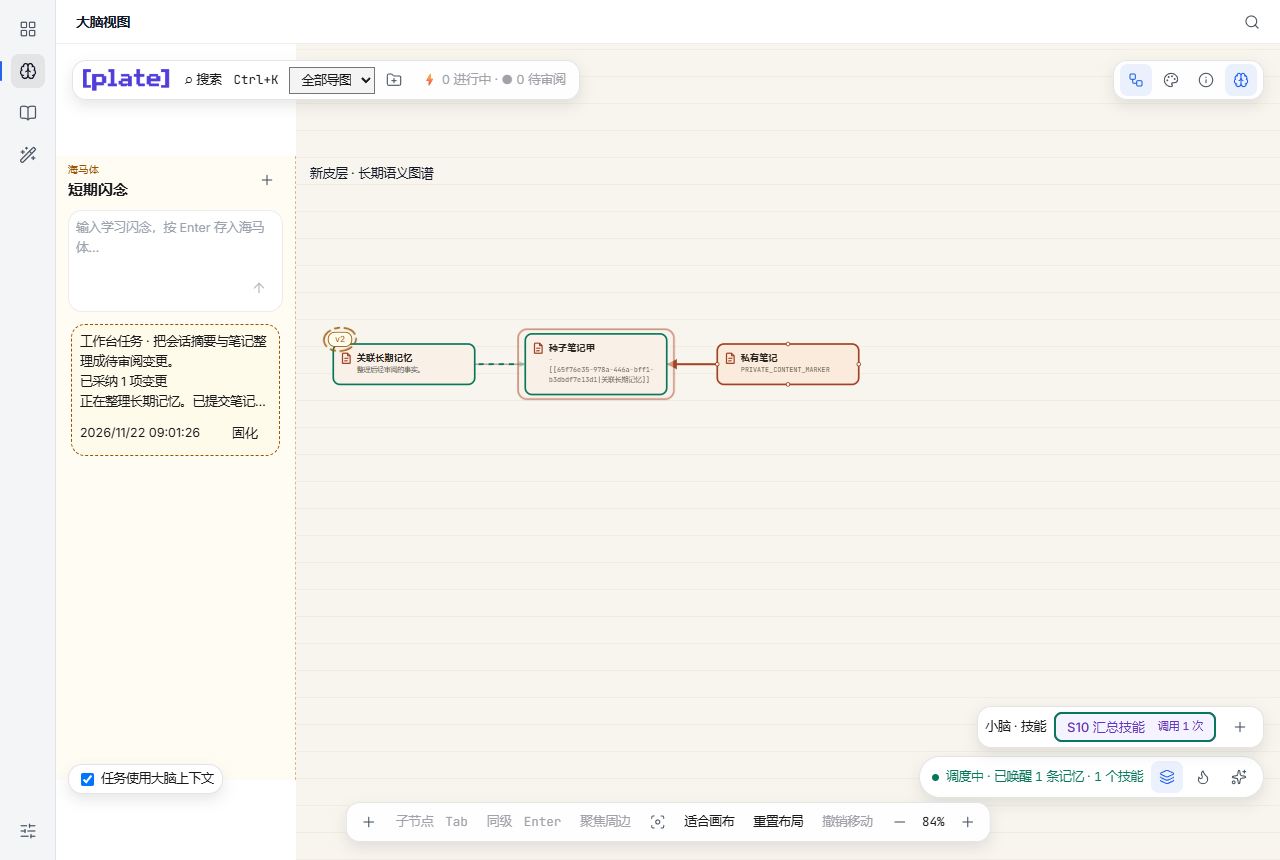 大脑视图
[plate]
搜索 Ctrl+K
全部导图
0 进行中 · 0 待审阅
海马体
短期闪念
输入学习闪念，按 Enter 存入海马
体...
工作台任务 · 把会话摘要与笔记整
理成待审阅变更。
已采纳 1 项变更
正在整理长期记忆。已提交笔记...
2026/11/22 09:01:26 固化
新皮层 · 长期语义图谱
v2
关联长期记忆
整理后经审阅的事实。
种子笔记甲
-
[[65f76e35-978a-446a-bff1-
b3dbdf7e13d1|关联长期记忆]]
私有笔记
PRIVATE_CONTENT_MARKER
小脑 · 技能
S10 汇总技能 调用 1 次
调度中 · 已唤醒 1 条记忆 · 1 个技能
任务使用大脑上下文
子节点 Tab 同级 Enter 聚焦周边 适合画布 重置布局 撤销移动 84%